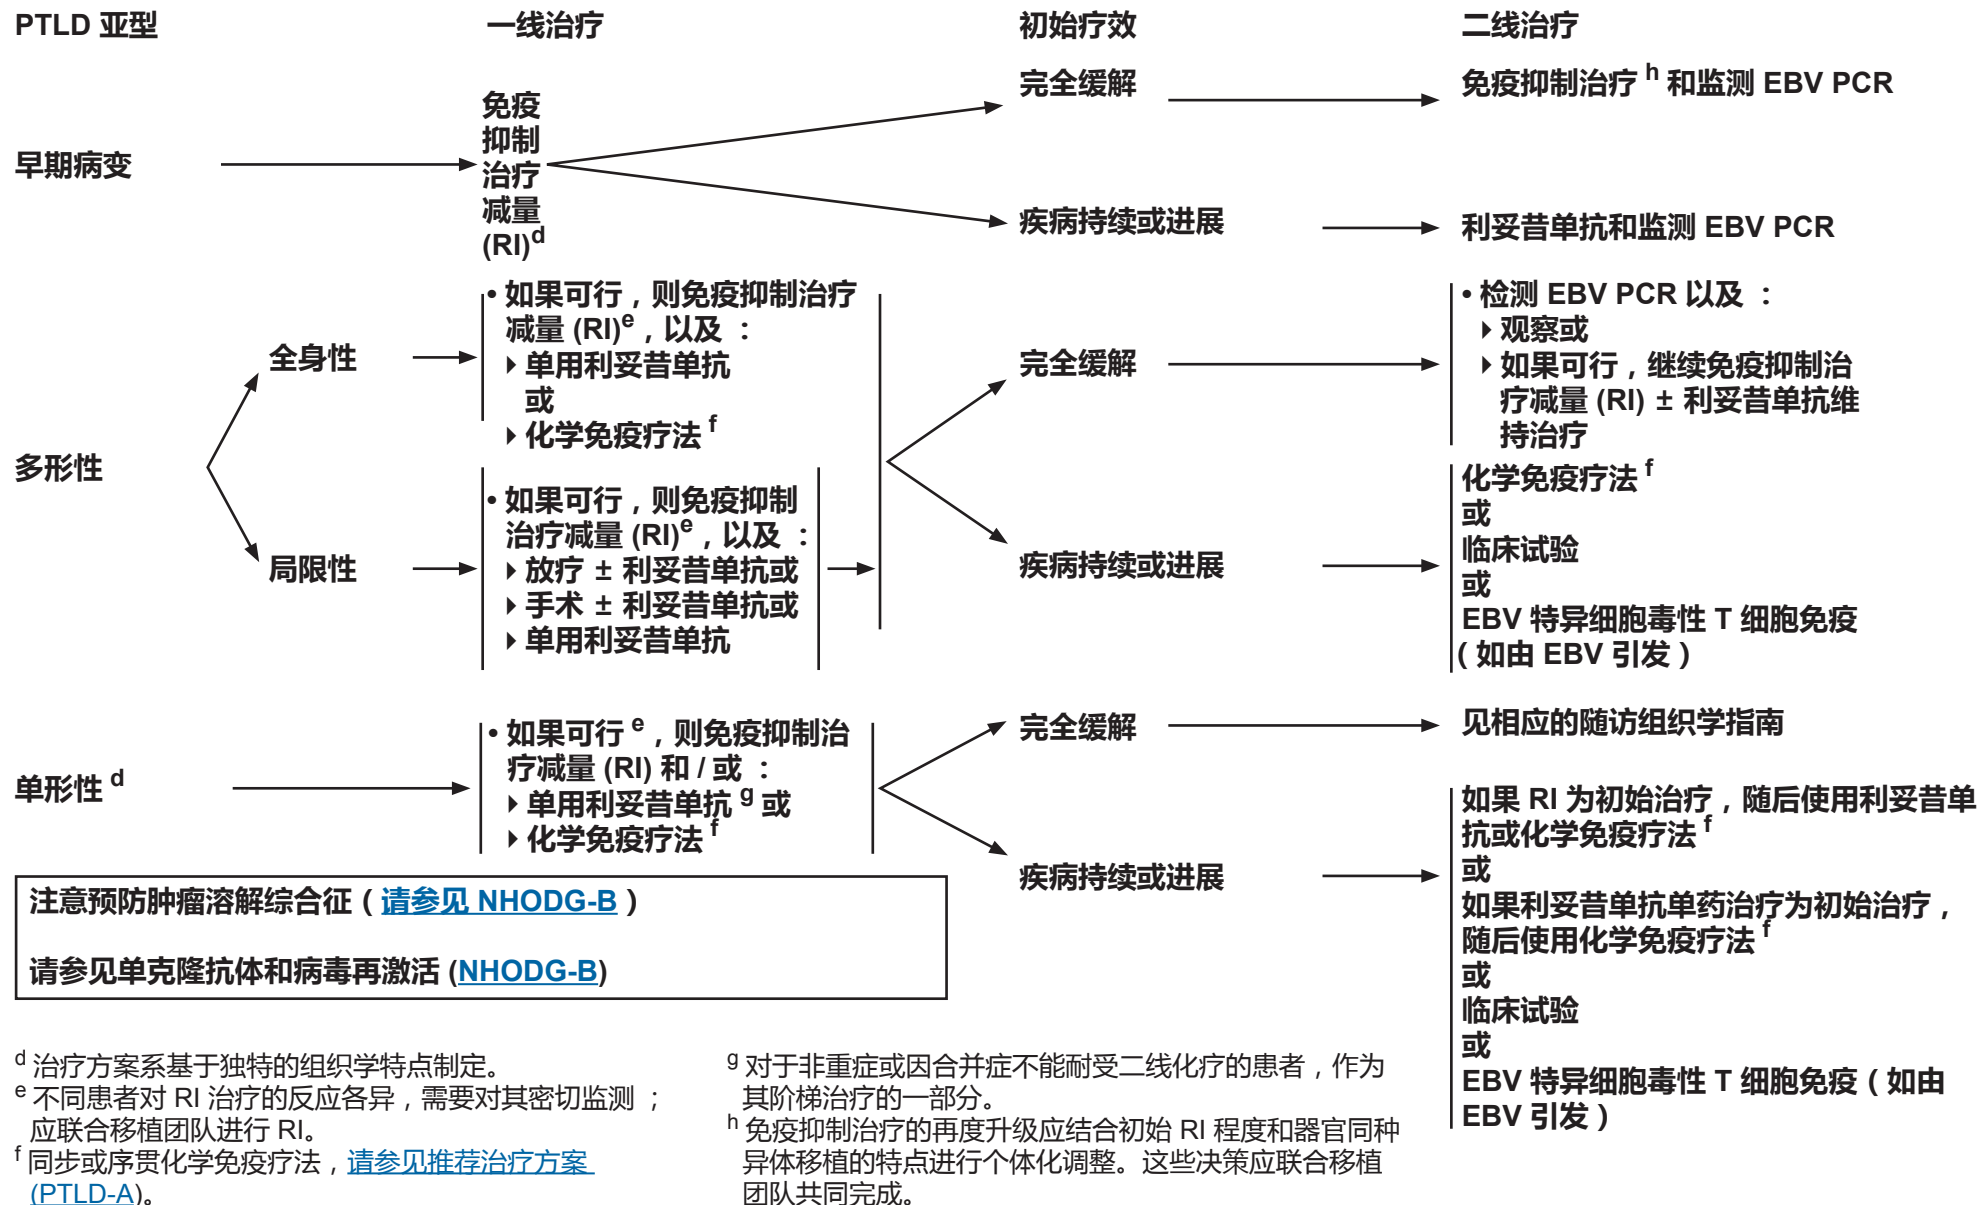 PTLD 亚型
一线治疗
初始疗效
二线治疗
早期病变
免疫
抑制
治疗
减量
(RI)d
完全缓解
免疫抑制治疗 h 和监测 EBV PCR
疾病持续或进展
利妥昔单抗和监测 EBV PCR
多形性
全身性
• 如果可行，则免疫抑制治疗
减量 (RI)e，以及：
单用利妥昔单抗
或
化学免疫疗法 f
局限性
• 如果可行，则免疫抑制
治疗减量 (RI)e，以及：
放疗 ± 利妥昔单抗或
手术 ± 利妥昔单抗或
单用利妥昔单抗
完全缓解
• 检测 EBV PCR 以及：
观察或
如果可行，继续免疫抑制治
疗减量 (RI) ± 利妥昔单抗维
持治疗
疾病持续或进展
化学免疫疗法 f
或
临床试验
或
EBV 特异细胞毒性 T 细胞免疫
（如由 EBV 引发）
单形性 d
• 如果可行 e，则免疫抑制治
疗减量 (RI) 和 / 或：
单用利妥昔单抗 g 或
化学免疫疗法 f
完全缓解
见相应的随访组织学指南
疾病持续或进展
如果 RI 为初始治疗，随后使用利妥昔单
抗或化学免疫疗法 f
或
如果利妥昔单抗单药治疗为初始治疗，
随后使用化学免疫疗法 f
或
临床试验
或
EBV 特异细胞毒性 T 细胞免疫（如由
EBV 引发）
注意预防肿瘤溶解综合征（请参见 NHODG-B）
请参见单克隆抗体和病毒再激活 (NHODG-B)
d 治疗方案系基于独特的组织学特点制定。
e 不同患者对 RI 治疗的反应各异，需要对其密切监测；
应联合移植团队进行 RI。
f 同步或序贯化学免疫疗法，请参见推荐治疗方案
(PTLD-A)。
g 对于非重症或因合并症不能耐受二线化疗的患者，作为
其阶梯治疗的一部分。
h 免疫抑制治疗的再度升级应结合初始 RI 程度和器官同种
异体移植的特点进行个体化调整。这些决策应联合移植
团队共同完成。